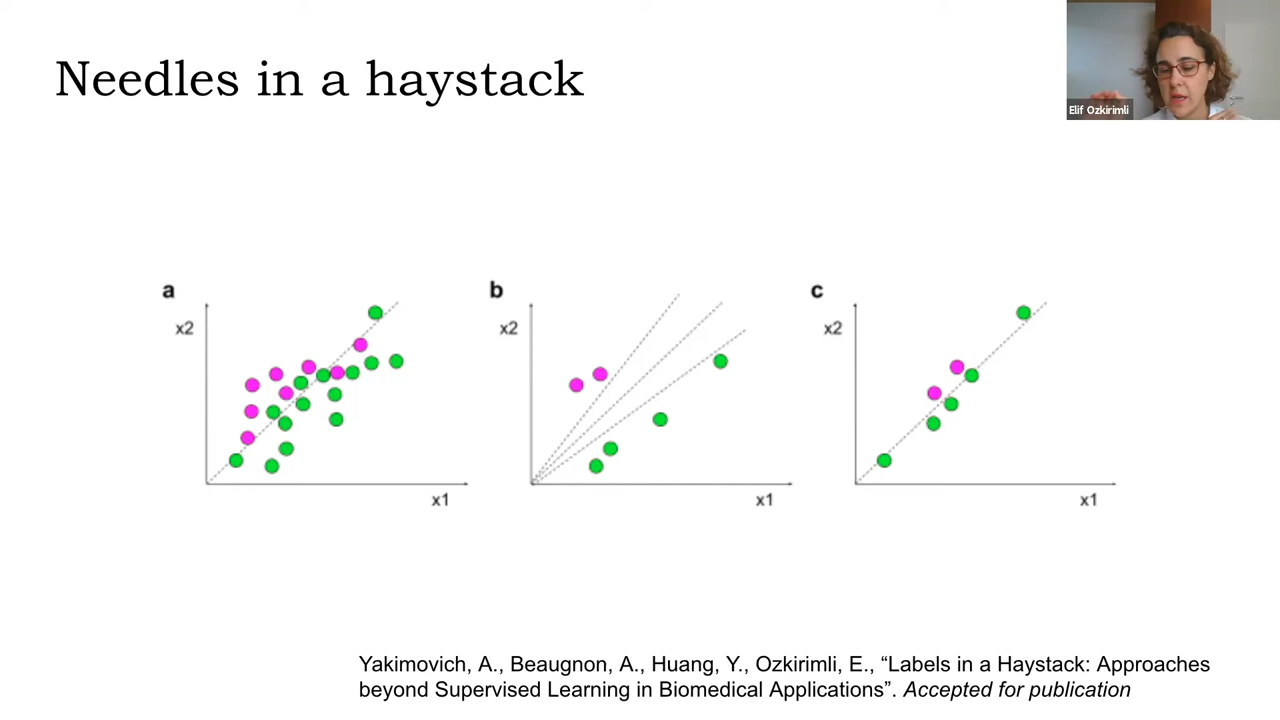 Needles in a haystack
Elif Ozkirimli
a
x2
x1
b
x2
x1
c
x2
x1
Yakimovich, A., Beaugnon, A., Huang, Y., Ozkirimli, E., “Labels in a Haystack: Approaches
beyond Supervised Learning in Biomedical Applications”. Accepted for publication